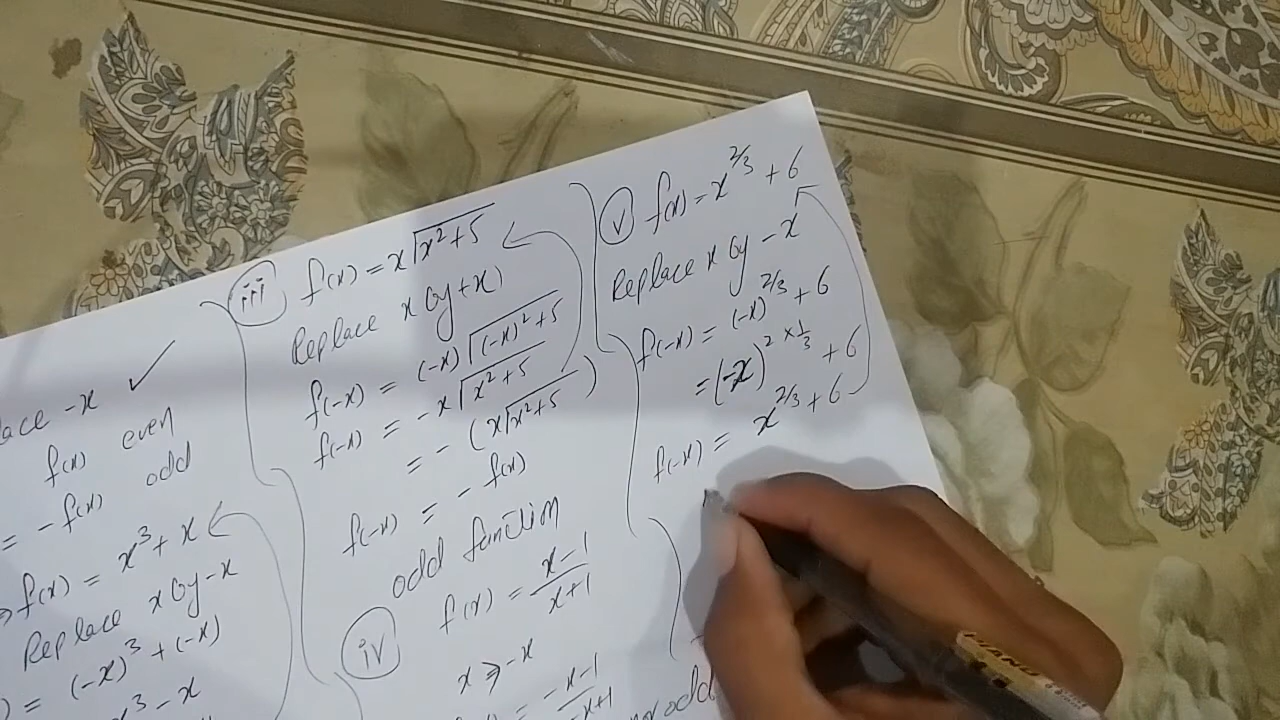 lace -x ✓
f(x) even
= -f(x) odd
f(x) = x³ + x
Replace x by -x
) = (-x)³ + (-x)
x³ - x
iii f(x) = x√(x²+5)
Replace x by +x)
f(-x) = (-x)√((-x)²+5)
f(-x) = -x√(x²+5)
= -(x√(x²+5))
f(-x) = -f(x)
odd function
iv f(x) = (x-1)/(x+1)
x ⩾ -x
= (-x-1)/(-x+1)
nor odd
v f(x) = x^(2/3) + 6
Replace x by -x
f(-x) = (-x)^(2/3) + 6
= (-x)^(2×1/3) + 6
f(-x) = x^(2/3) + 6